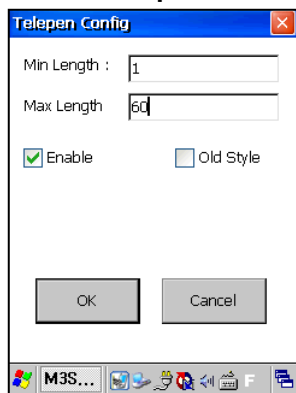 Telepen Config
Min Length : 1
Max Length 60
Enable Old Style
OK Cancel
M3S... F